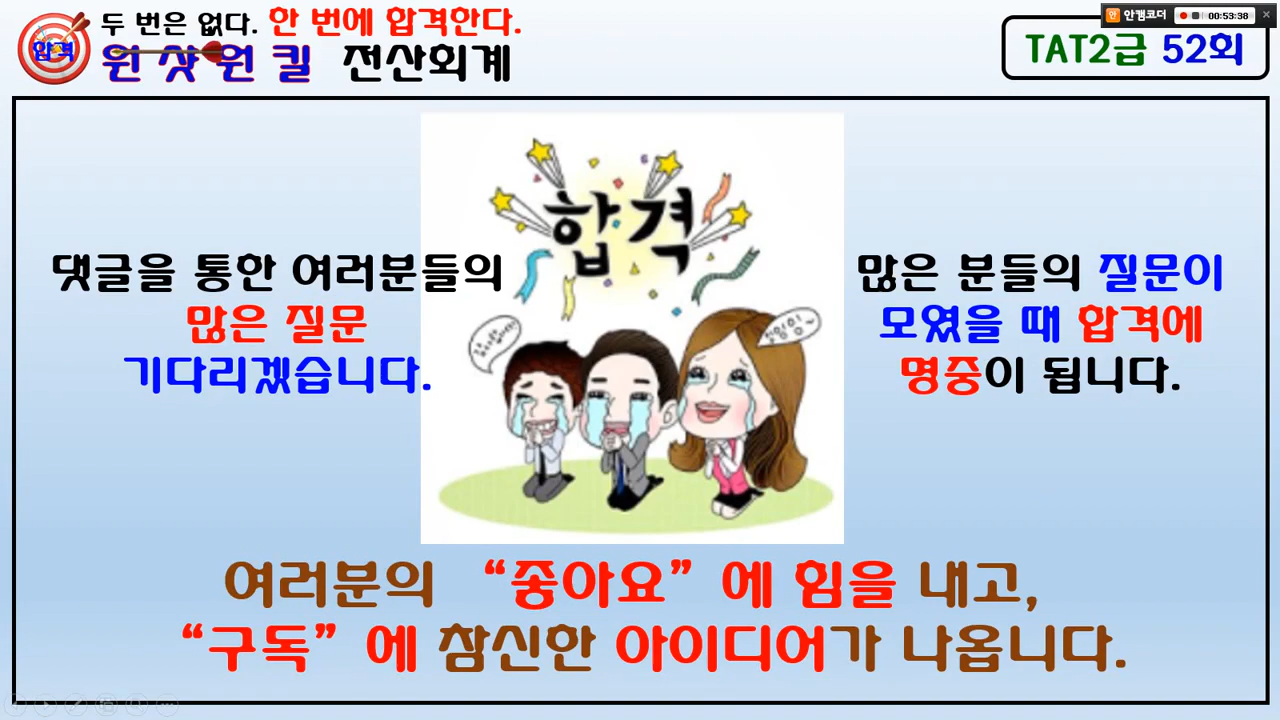 합격
두 번은 없다. 한 번에 합격한다.
원 샷 원 킬 전산회계
안캠코더
00:53:38
TAT2급 52회
합격
댓글을 통한 여러분들의
많은 질문
기다리겠습니다.
많은 분들의 질문이
모였을 때 합격에
명중이 됩니다.
여러분의 “좋아요” 에 힘을 내고,
“구독” 에 참신한 아이디어가 나옵니다.